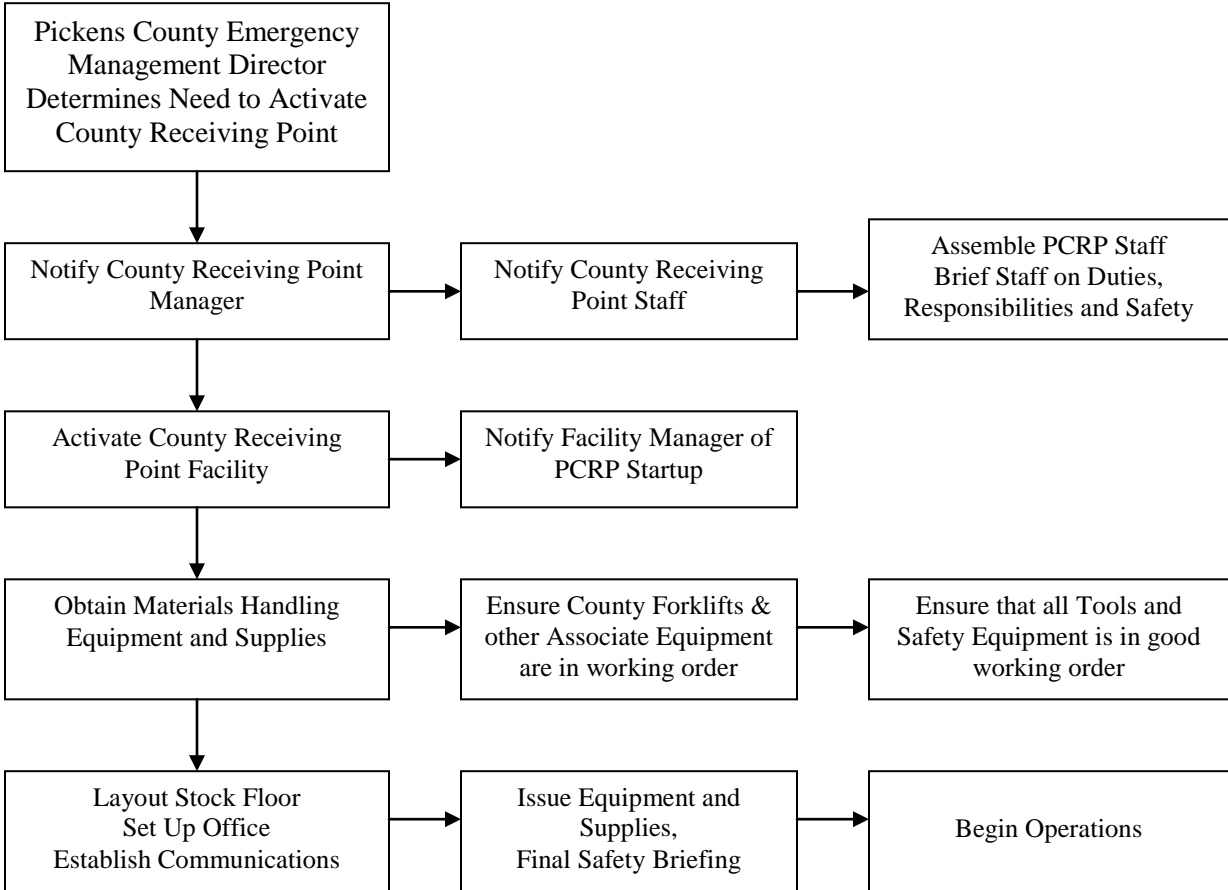 Pickens County Emergency
Management Director
Determines Need to Activate
County Receiving Point
Notify County Receiving Point
Manager
Notify County Receiving
Point Staff
Assemble PCRP Staff
Brief Staff on Duties,
Responsibilities and Safety
Activate County Receiving
Point Facility
Notify Facility Manager of
PCRP Startup
Obtain Materials Handling
Equipment and Supplies
Ensure County Forklifts &
other Associate Equipment
are in working order
Ensure that all Tools and
Safety Equipment is in good
working order
Layout Stock Floor
Set Up Office
Establish Communications
Issue Equipment and
Supplies,
Final Safety Briefing
Begin Operations